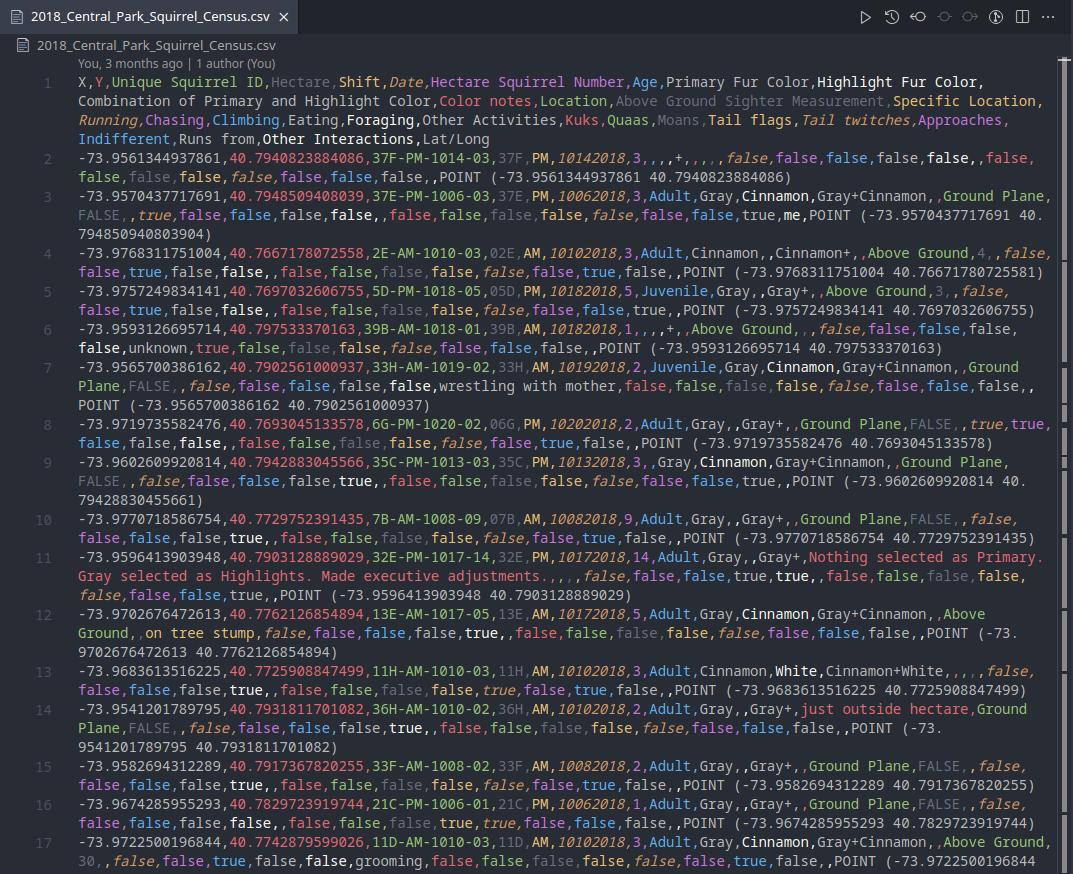 2018_Central_Park_Squirrel_Census.csv
2018_Central_Park_Squirrel_Census.csv
You, 3 months ago | 1 author (You)
1 X,Y,Unique Squirrel ID,Hectare,Shift,Date,Hectare Squirrel Number,Age,Primary Fur Color,Highlight Fur Color,
Combination of Primary and Highlight Color,Color notes,Location,Above Ground Sighter Measurement,Specific Location,
Running,Chasing,Climbing,Eating,Foraging,Other Activities,Kuks,Quaas,Moans,Tail flags,Tail twitches,Approaches,
Indifferent,Runs from,Other Interactions,Lat/Long
2 -73.9561344937861,40.7940823884086,37F-PM-1014-03,37F,PM,10142018,3,,,,+,,,,,false,false,false,false,false,,false,
false,false,false,false,false,false,false,,POINT (-73.9561344937861 40.7940823884086)
3 -73.9570437717691,40.7948509408039,37E-PM-1006-03,37E,PM,10062018,3,Adult,Gray,Cinnamon,Gray+Cinnamon,,Ground Plane,
FALSE,,true,false,false,false,false,,false,false,false,false,false,false,false,true,me,POINT (-73.9570437717691 40.
794850940803904)
4 -73.9768311751004,40.76671780725581,2E-AM-1010-03,02E,AM,10102018,3,Adult,Cinnamon,,Cinnamon+,,Above Ground,4,,false,
false,true,false,false,,false,false,false,false,false,false,true,false,,POINT (-73.9768311751004 40.76671780725581)
5 -73.9757249834141,40.7697032606755,5D-PM-1018-05,05D,PM,10182018,5,Juvenile,Gray,,Gray+,,Above Ground,3,,false,
false,true,false,false,,false,false,false,false,false,false,false,true,,POINT (-73.9757249834141 40.7697032606755)
6 -73.9593126695714,40.797533370163,39B-AM-1018-01,39B,AM,10182018,1,,,,+,,Above Ground,,,false,false,false,false,
false,unknown,true,false,false,false,false,false,false,false,,POINT (-73.9593126695714 40.797533370163)
7 -73.9565700386162,40.7902561000937,33H-AM-1019-02,33H,AM,10192018,2,Juvenile,Gray,Cinnamon,Gray+Cinnamon,,Ground
Plane,FALSE,,false,false,false,false,false,wrestling with mother,false,false,false,false,false,false,false,false,,
POINT (-73.9565700386162 40.7902561000937)
8 -73.9719735582476,40.7693045133578,6G-PM-1020-02,06G,PM,10202018,2,Adult,Gray,,Gray+,,Ground Plane,FALSE,,true,true,
false,false,false,,false,false,false,false,false,false,true,false,,POINT (-73.9719735582476 40.7693045133578)
9 -73.9602609920814,40.7942883045566,35C-PM-1013-03,35C,PM,10132018,3,,Gray,Cinnamon,Gray+Cinnamon,,Ground Plane,
FALSE,,false,false,false,false,true,,false,false,false,false,false,false,false,true,,POINT (-73.9602609920814 40.
79428830455661)
10 -73.9770718586754,40.7729752391435,7B-AM-1008-09,07B,AM,10082018,9,Adult,Gray,,Gray+,,Ground Plane,FALSE,,false,
false,false,false,true,,false,false,false,false,false,false,true,false,,POINT (-73.9770718586754 40.7729752391435)
11 -73.9596413903948,40.7903128889029,32E-PM-1017-14,32E,PM,10172018,14,Adult,Gray,,Gray+,Nothing selected as Primary.
Gray selected as Highlights. Made executive adjustments.,,,,false,false,false,true,true,,false,false,false,false,
false,false,false,true,,POINT (-73.9596413903948 40.7903128889029)
12 -73.9702676472613,40.7762126854894,13E-AM-1017-05,13E,AM,10172018,5,Adult,Gray,Cinnamon,Gray+Cinnamon,,Above
Ground,,on tree stump,false,false,false,false,true,,false,false,false,false,false,false,false,false,,POINT (-73.
9702676472613 40.7762126854894)
13 -73.9683613516225,40.7725908847499,11H-AM-1010-03,11H,AM,10102018,3,Adult,Cinnamon,White,Cinnamon+White,,,,,false,
false,false,false,true,,false,false,false,false,true,false,true,false,,POINT (-73.9683613516225 40.7725908847499)
14 -73.9541201789795,40.7931811701082,36H-AM-1010-02,36H,AM,10102018,2,Adult,Gray,,Gray+,just outside hectare,Ground
Plane,FALSE,,false,false,false,false,true,,false,false,false,false,false,false,false,false,,POINT (-73.
9541201789795 40.7931811701082)
15 -73.9582694312289,40.7917367820255,33F-AM-1008-02,33F,AM,10082018,2,Adult,Gray,,Gray+,,Ground Plane,FALSE,,false,
false,false,false,true,,false,false,false,false,false,false,true,false,,POINT (-73.9582694312289 40.7917367820255)
16 -73.9674285955293,40.7829723919744,21C-PM-1006-01,21C,PM,10062018,1,Adult,Gray,,Gray+,,Ground Plane,FALSE,,false,
false,false,false,false,,false,false,false,true,true,false,false,false,,POINT (-73.9674285955293 40.7829723919744)
17 -73.9722500196844,40.7742879599026,11D-AM-1010-03,11D,AM,10102018,3,Adult,Gray,Cinnamon,Gray+Cinnamon,,Above Ground,
30,,false,false,true,false,false,grooming,false,false,false,false,false,false,true,false,,POINT (-73.9722500196844